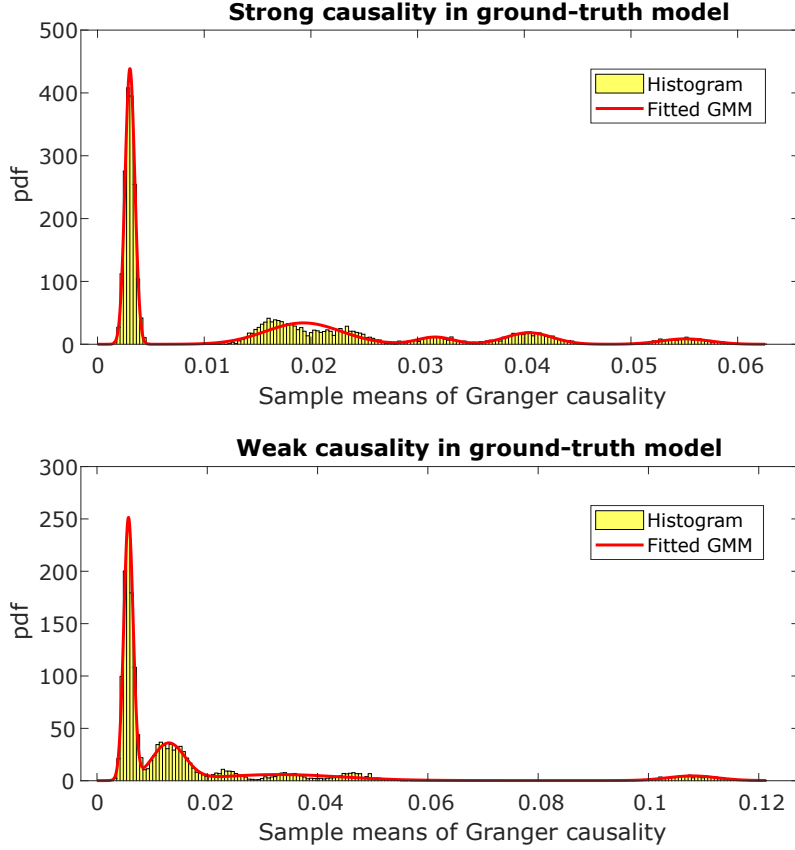 Strong causality in ground-truth model
500
400
300
200
100
0
pdf
Histogram
Fitted GMM
0 0.01 0.02 0.03 0.04 0.05 0.06
Sample means of Granger causality
Weak causality in ground-truth model
300
250
200
150
100
50
0
pdf
Histogram
Fitted GMM
0 0.02 0.04 0.06 0.08 0.1 0.12
Sample means of Granger causality